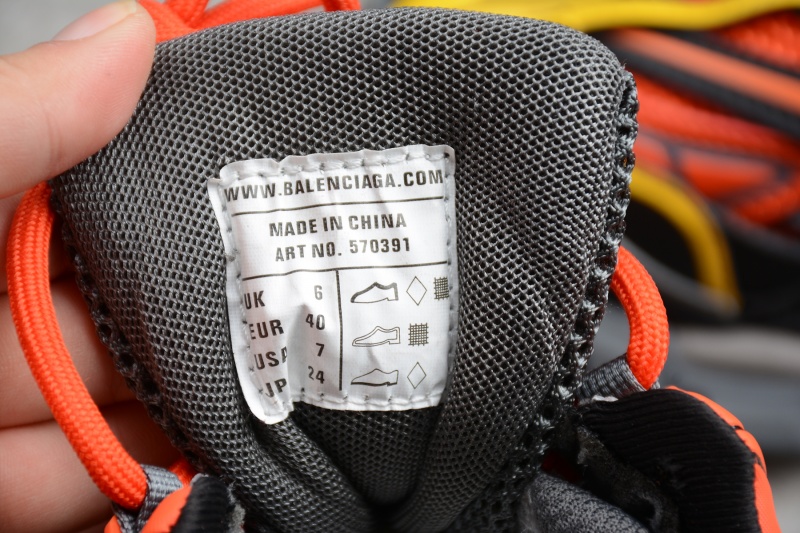 WWW.BALENCIAGA.COM
MADE IN CHINA
ART NO. 570391
UK 6
EUR 40
USA 7
JP 24